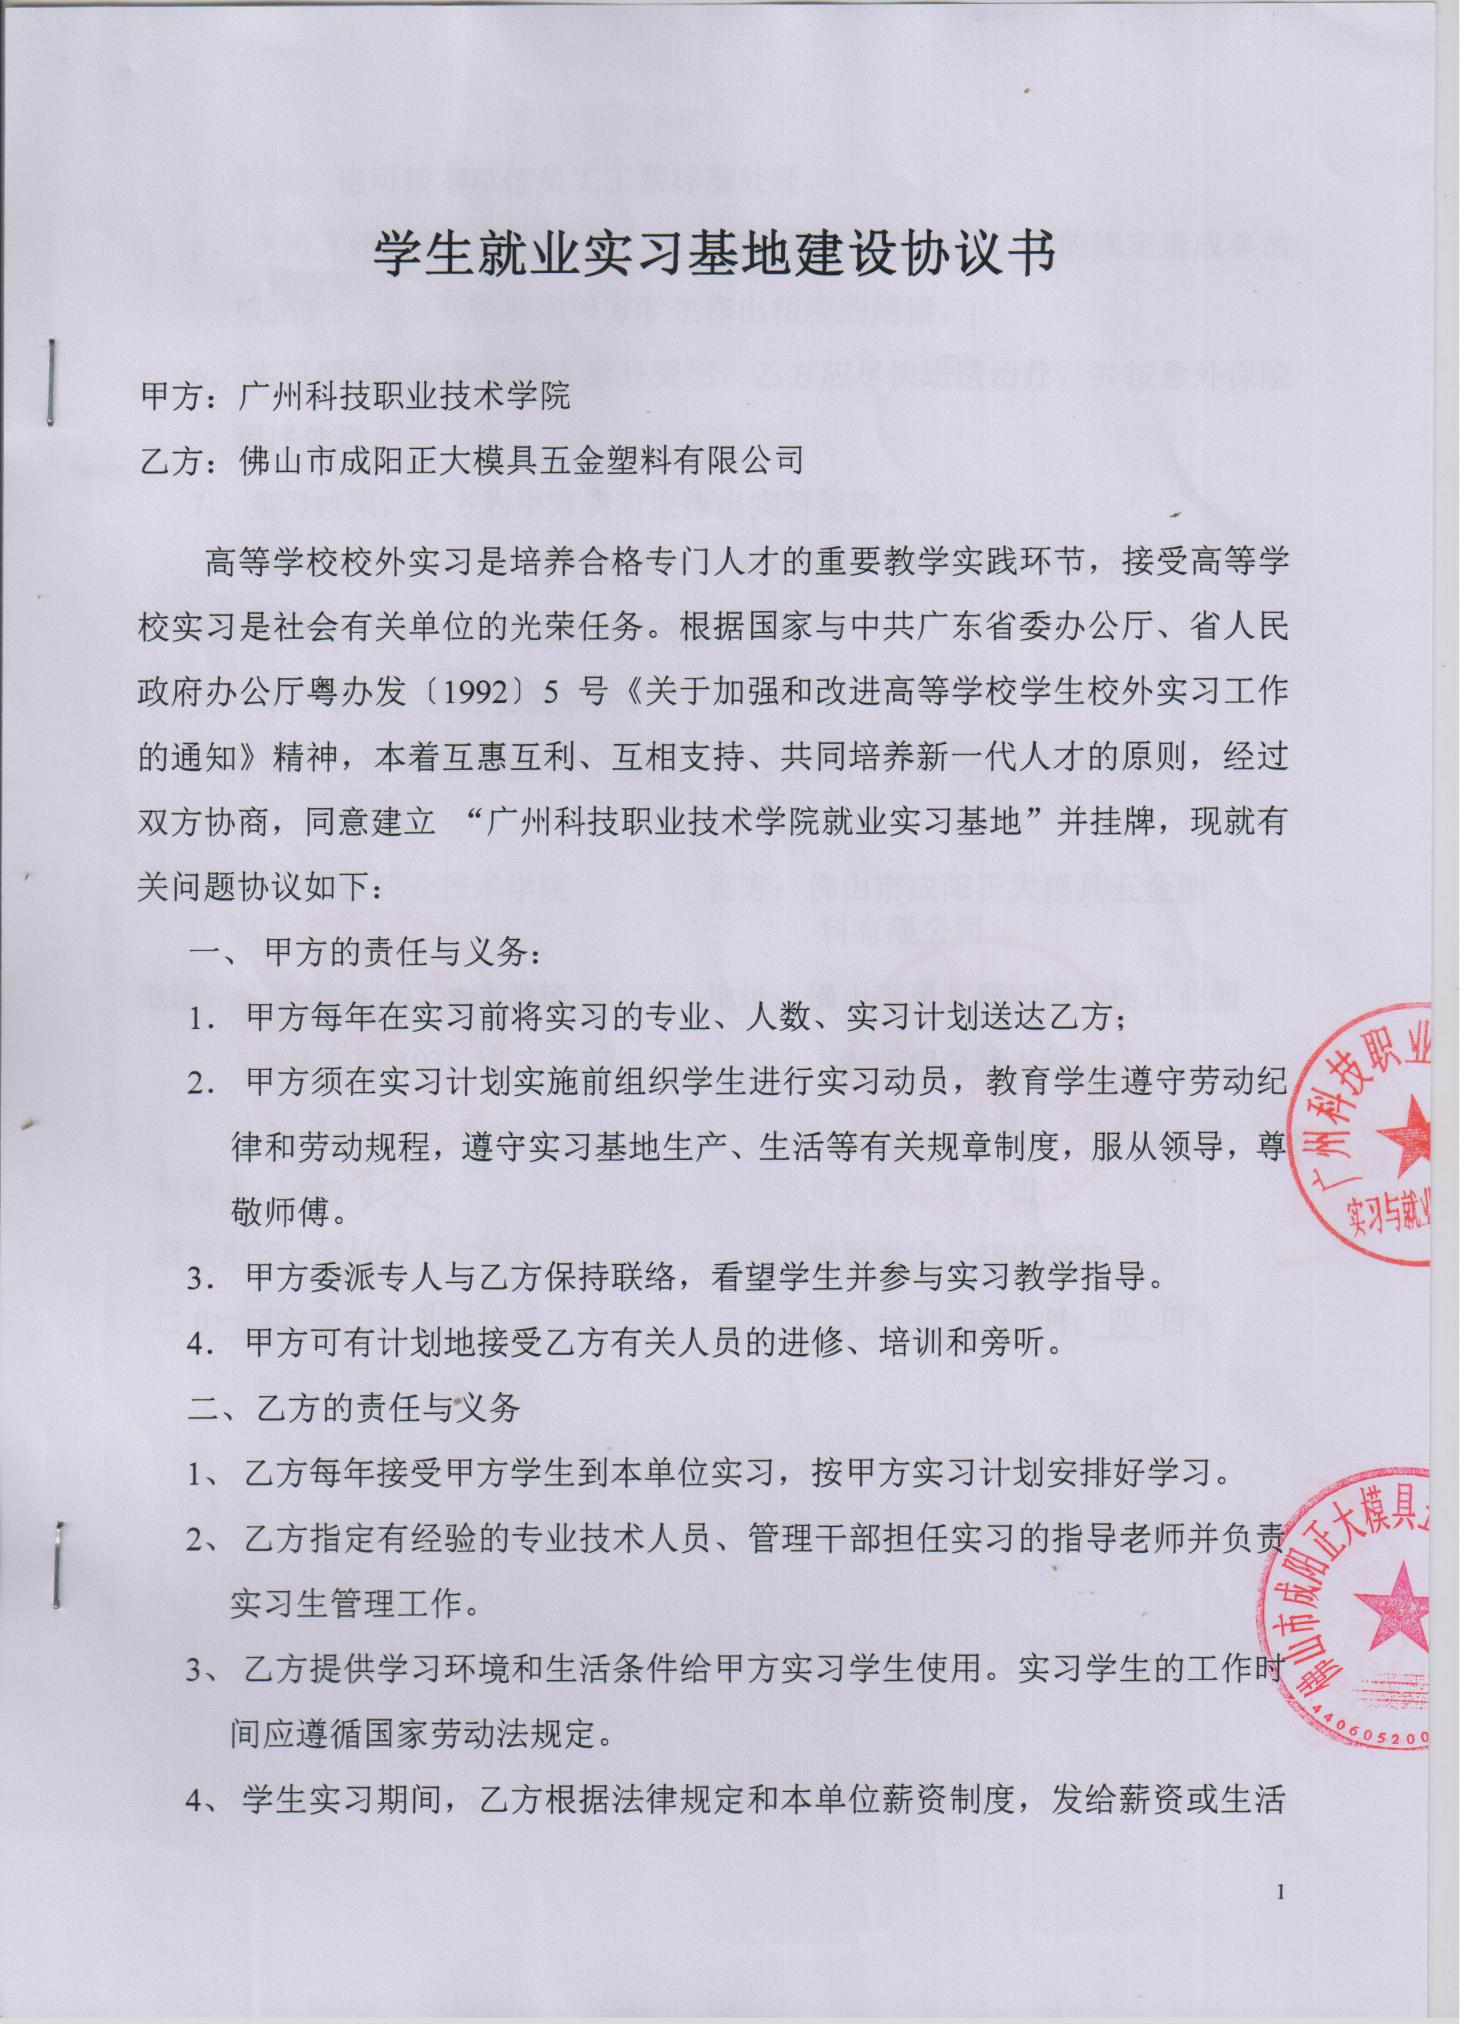 学生就业实习基地建设协议书
甲方：广州科技职业技术学院
乙方：佛山市成阳正大模具五金塑料有限公司
高等学校校外实习是培养合格专门人才的重要教学实践环节，接受高等学
校实习是社会有关单位的光荣任务。根据国家与中共广东省委办公厅、省人民
政府办公厅粤办发〔1992〕5 号《关于加强和改进高等学校学生校外实习工作
的通知》精神，本着互惠互利、互相支持、共同培养新一代人才的原则，经过
双方协商，同意建立 “广州科技职业技术学院就业实习基地”并挂牌，现就有
关问题协议如下：
一、 甲方的责任与义务：
1． 甲方每年在实习前将实习的专业、人数、实习计划送达乙方；
2． 甲方须在实习计划实施前组织学生进行实习动员，教育学生遵守劳动纪
律和劳动规程，遵守实习基地生产、生活等有关规章制度，服从领导，尊
敬师傅。
3． 甲方委派专人与乙方保持联络，看望学生并参与实习教学指导。
4． 甲方可有计划地接受乙方有关人员的进修、培训和旁听。
二、乙方的责任与义务
1、 乙方每年接受甲方学生到本单位实习，按甲方实习计划安排好学习。
2、 乙方指定有经验的专业技术人员、管理干部担任实习的指导老师并负责
实习生管理工作。
3、 乙方提供学习环境和生活条件给甲方实习学生使用。实习学生的工作时
间应遵循国家劳动法规定。
4、 学生实习期间，乙方根据法律规定和本单位薪资制度，发给薪资或生活
1
广州科技职业
实习与就业
佛山市成阳正大模具
440605200